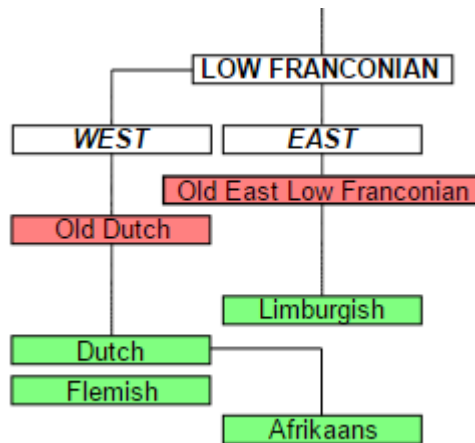 LOW FRANCONIAN
WEST
EAST
Old East Low Franconian
Old Dutch
Limburgish
Dutch
Flemish
Afrikaans